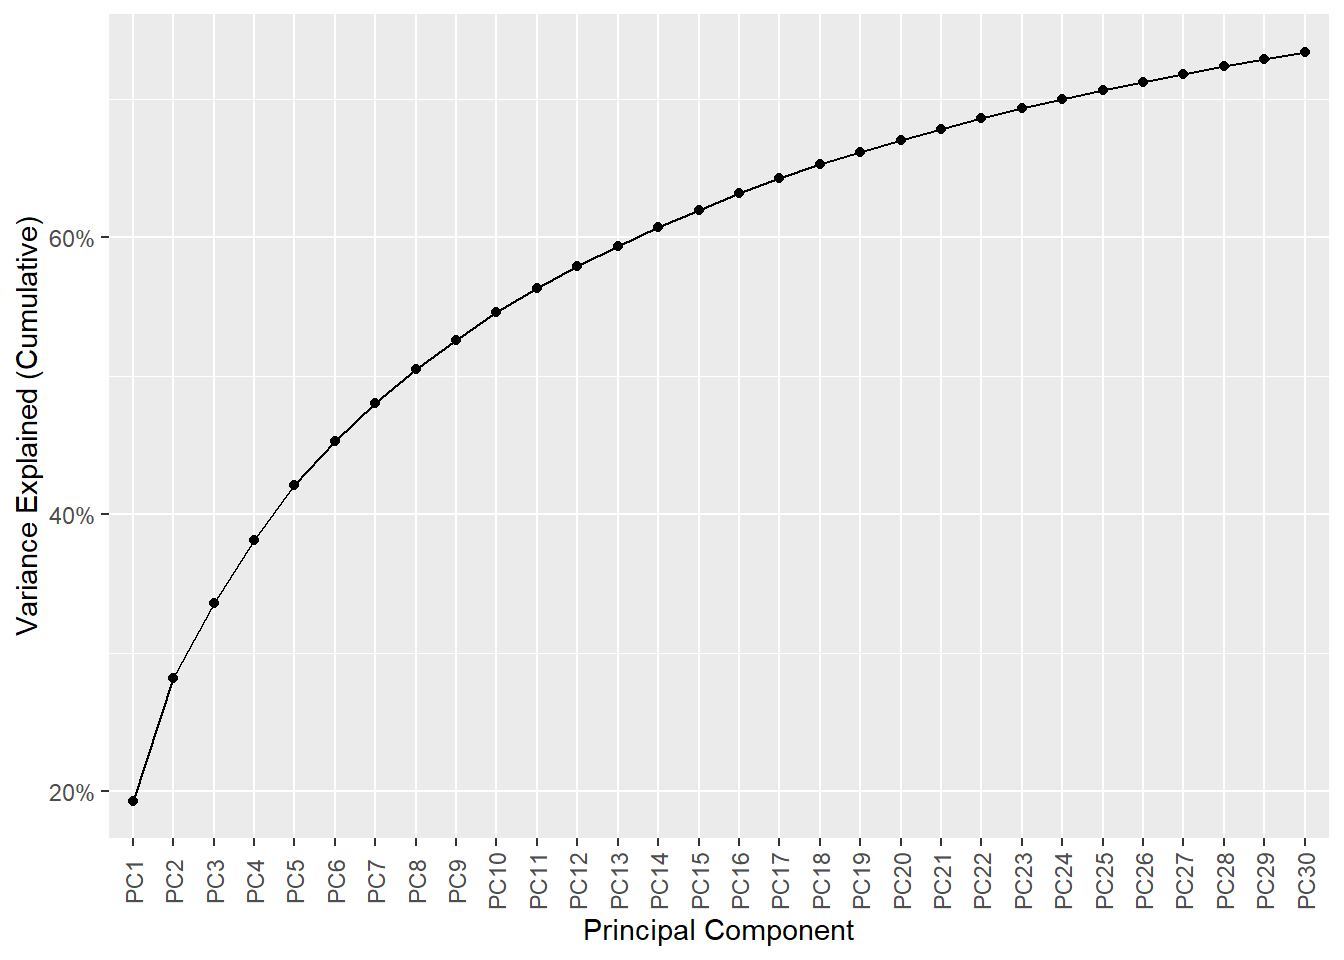 Variance Explained (Cumulative)
60%
40%
20%
PC1
PC2
PC3
PC4
PC5
PC6
PC7
PC8
PC9
PC10
PC11
PC12
PC13
PC14
PC15
PC16
PC17
PC18
PC19
PC20
PC21
PC22
PC23
PC24
PC25
PC26
PC27
PC28
PC29
PC30
Principal Component